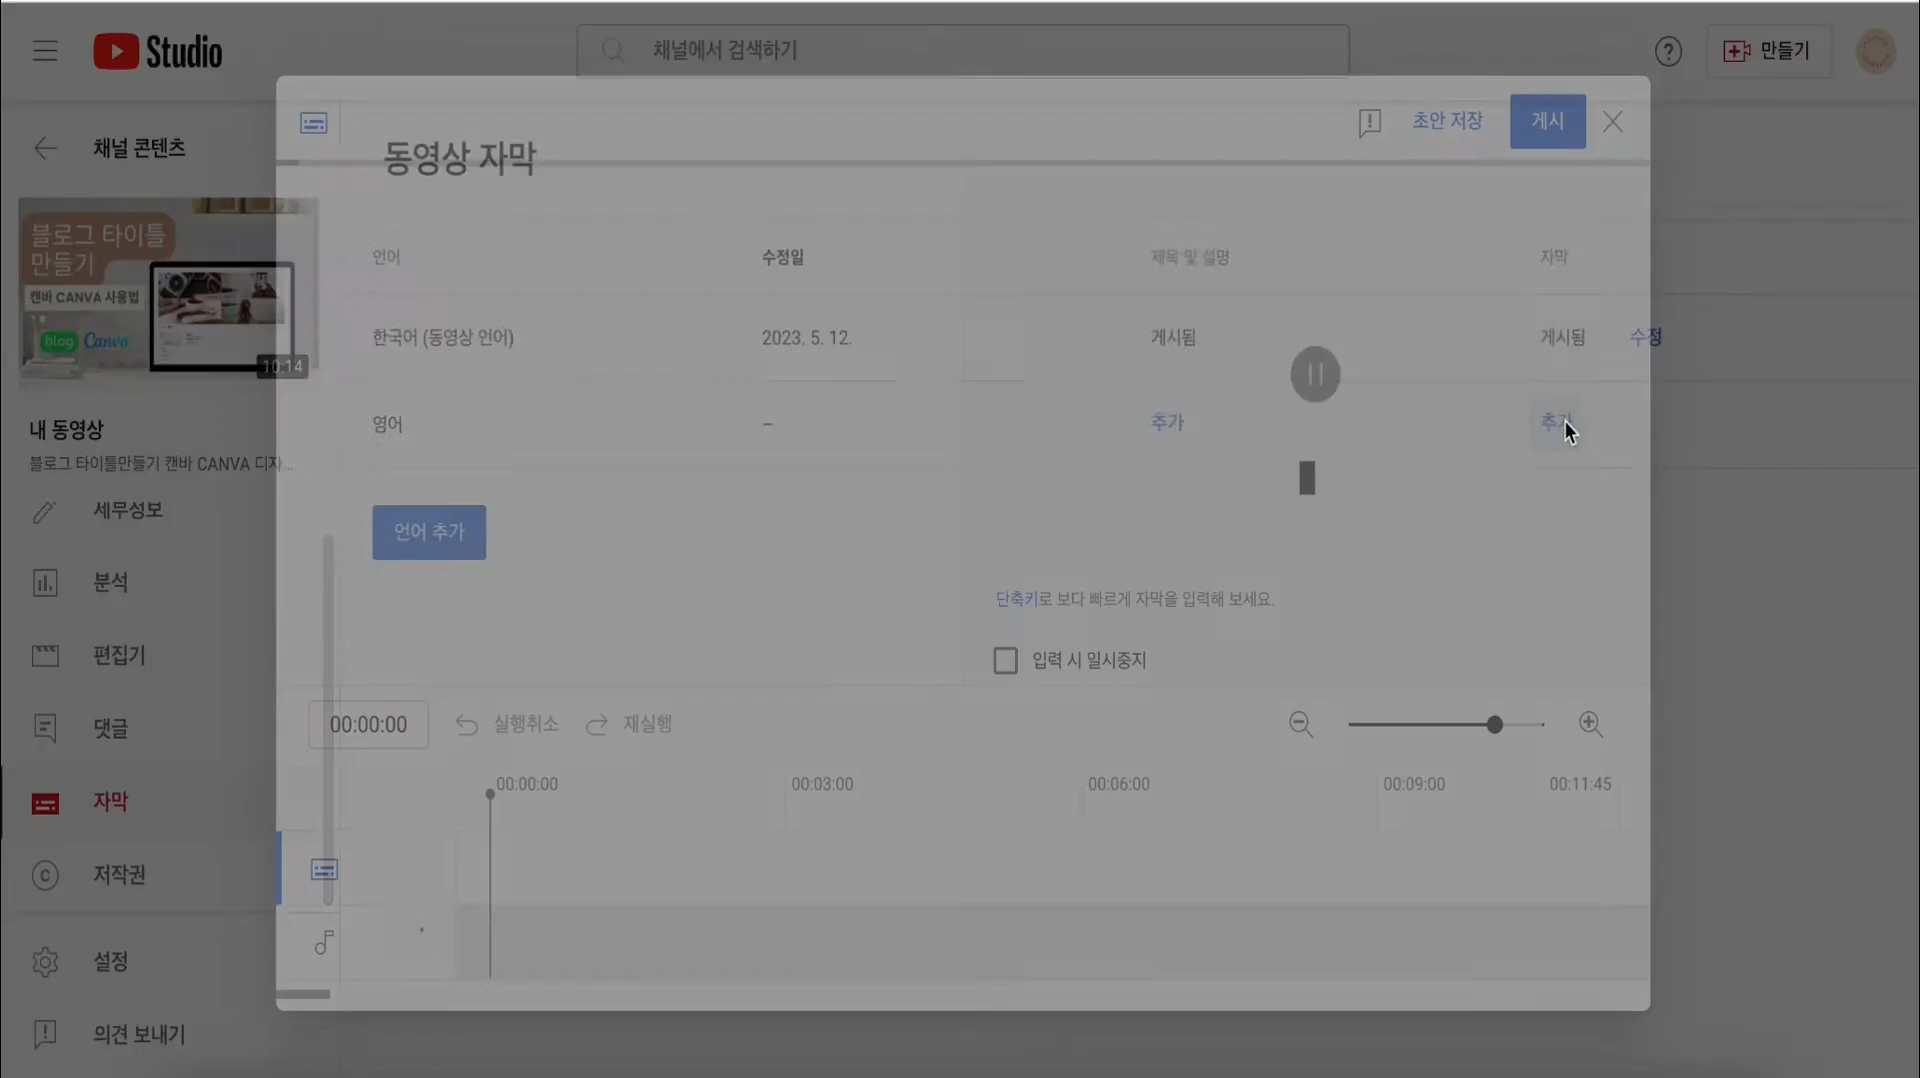 Studio
채널에서 검색하기
만들기
채널 콘텐츠
블로그 타이틀
만들기
캔바 CANVA 사용법
blog Canva
10:14
내 동영상
블로그 타이틀만들기 캔바 CANVA 디자...
세무성보
분석
편집기
댓글
자막
저작권
설정
의견 보내기
초안 저장
게시
동영상 자막
언어 수정일 제목 및 설명 자막
한국어 (동영상 언어) 2023. 5. 12. 게시됨 게시됨 수정
영어 – 추가 추가
언어 추가
단축키로 보다 빠르게 자막을 입력해 보세요.
입력 시 일시중지
00:00:00 실행취소 재실행
00:00:00 00:03:00 00:06:00 00:09:00 00:11:45